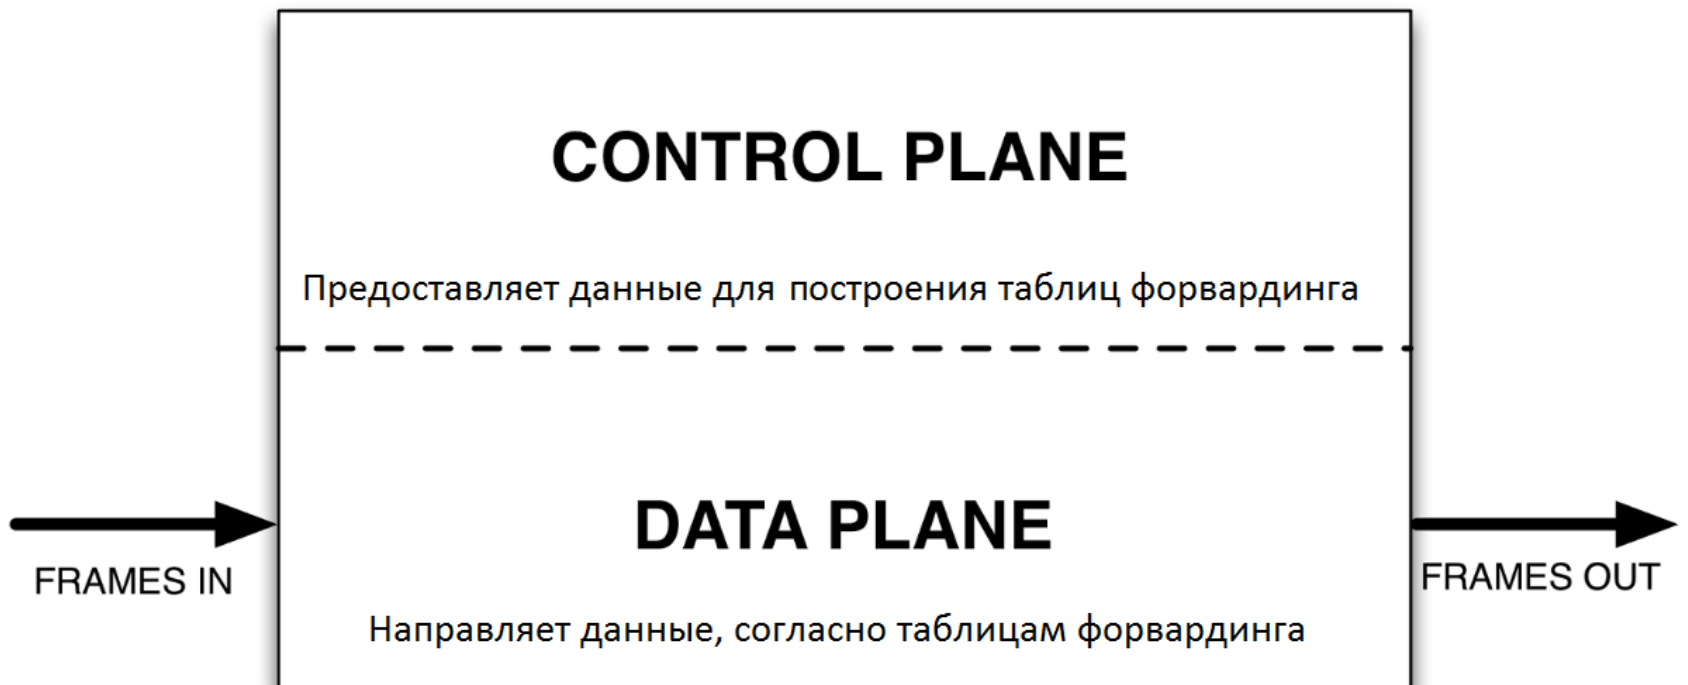 CONTROL PLANE
Предоставляет данные для построения таблиц форвардинга
DATA PLANE
FRAMES IN
FRAMES OUT
Направляет данные, согласно таблицам форвардинга